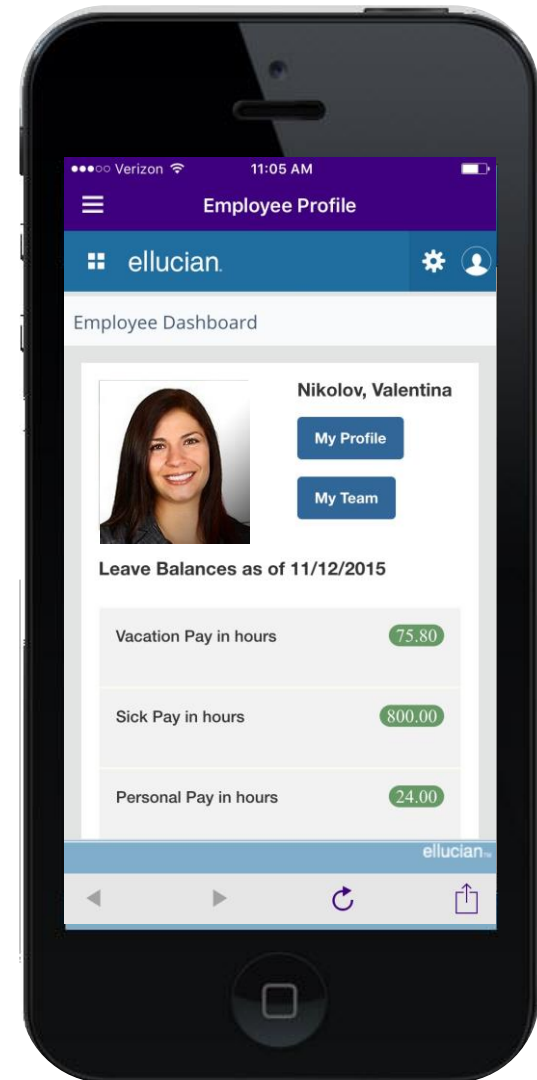 Verizon 11:05 AM
Employee Profile
ellucian.
Employee Dashboard
Nikolov, Valentina
My Profile
My Team
Leave Balances as of 11/12/2015
Vacation Pay in hours 75.80
Sick Pay in hours 800.00
Personal Pay in hours 24.00
ellucian™